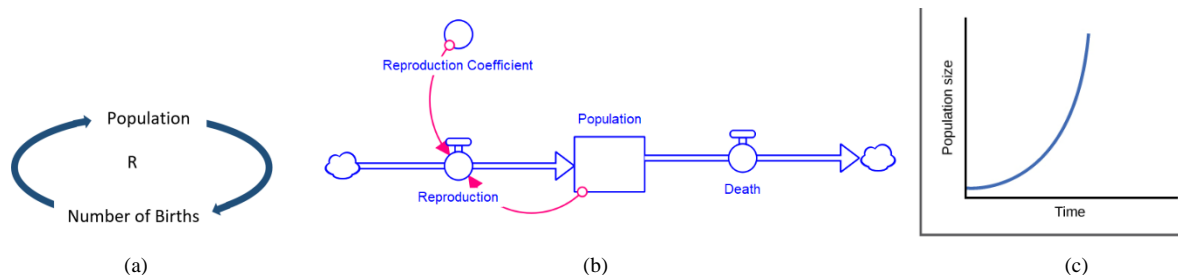 Population
R
Number of Births
(a)
Reproduction Coefficient
Population
Reproduction
Death
(b)
Population size
Time
(c)